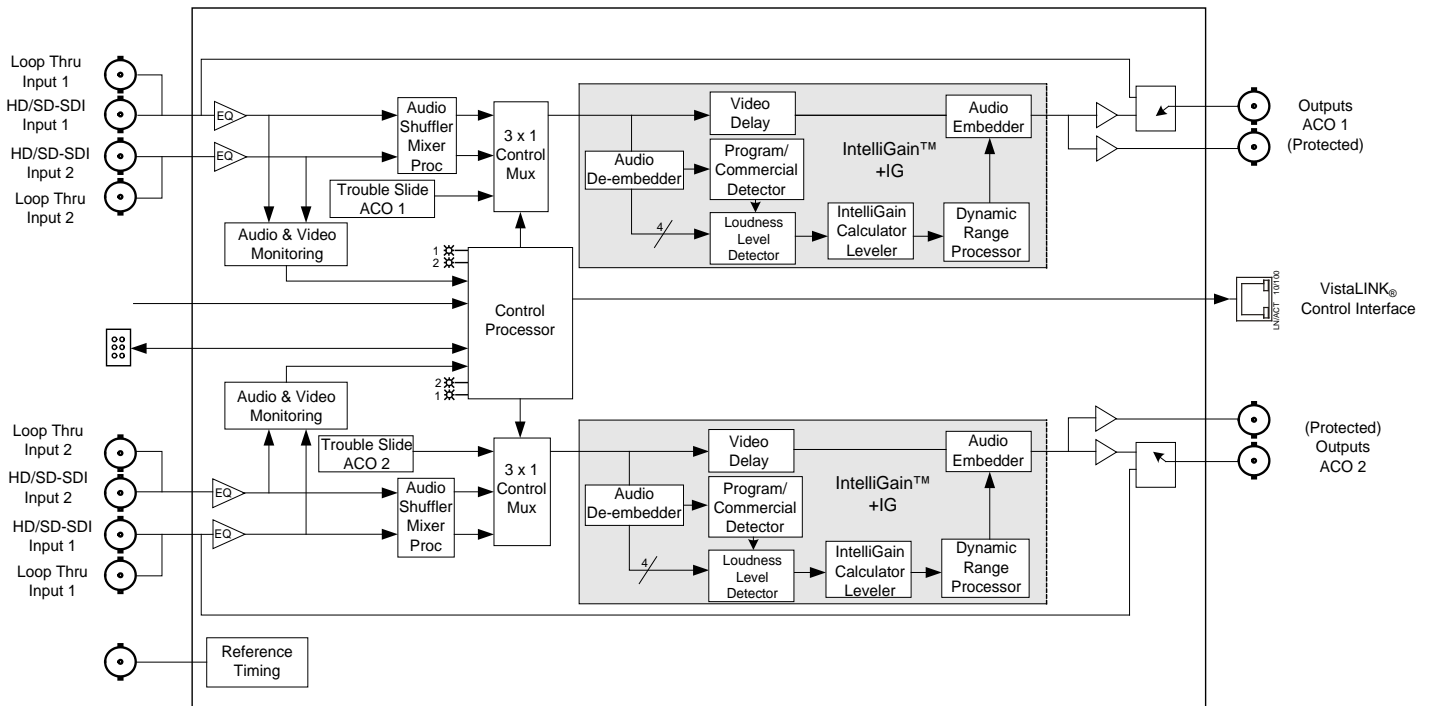 Loop Thru
Input 1
HD/SD-SDI
Input 1
HD/SD-SDI
Input 2
Loop Thru
Input 2
EQ
EQ
Audio
Shuffler
Mixer
Proc
3 x 1
Control
Mux
Trouble Slide
ACO 1
Audio & Video
Monitoring
Video
Delay
Audio
De-embedder
Program/
Commercial
Detector
4
Loudness
Level
Detector
IntelliGain
Calculator
Leveler
IntelliGain™
+IG
Audio
Embedder
Dynamic
Range
Processor
Outputs
ACO 1
(Protected)
1
2
Control
Processor
2
1
LN/ACT 10/100
VistaLINK®
Control Interface
Audio & Video
Monitoring
Trouble Slide
ACO 2
Loop Thru
Input 2
HD/SD-SDI
Input 2
HD/SD-SDI
Input 1
Loop Thru
Input 1
EQ
EQ
Audio
Shuffler
Mixer
Proc
3 x 1
Control
Mux
Video
Delay
Audio
De-embedder
Program/
Commercial
Detector
4
Loudness
Level
Detector
IntelliGain
Calculator
Leveler
IntelliGain™
+IG
Audio
Embedder
Dynamic
Range
Processor
(Protected)
Outputs
ACO 2
Reference
Timing